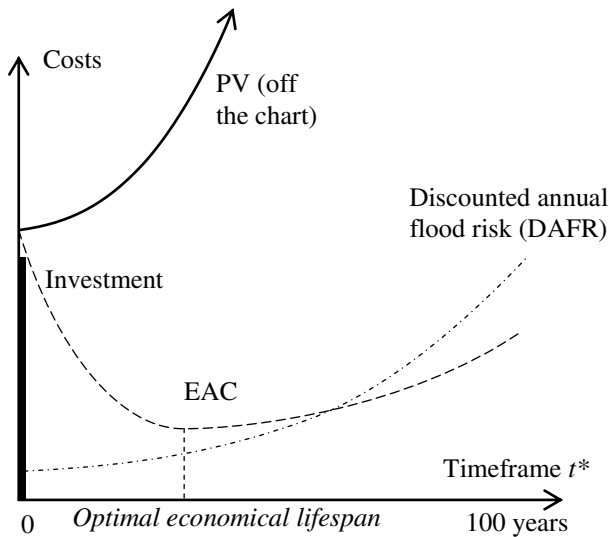 Costs
PV (off
the chart)
Discounted annual
flood risk (DAFR)
Investment
EAC
Timeframe t*
0
Optimal economical lifespan
100 years